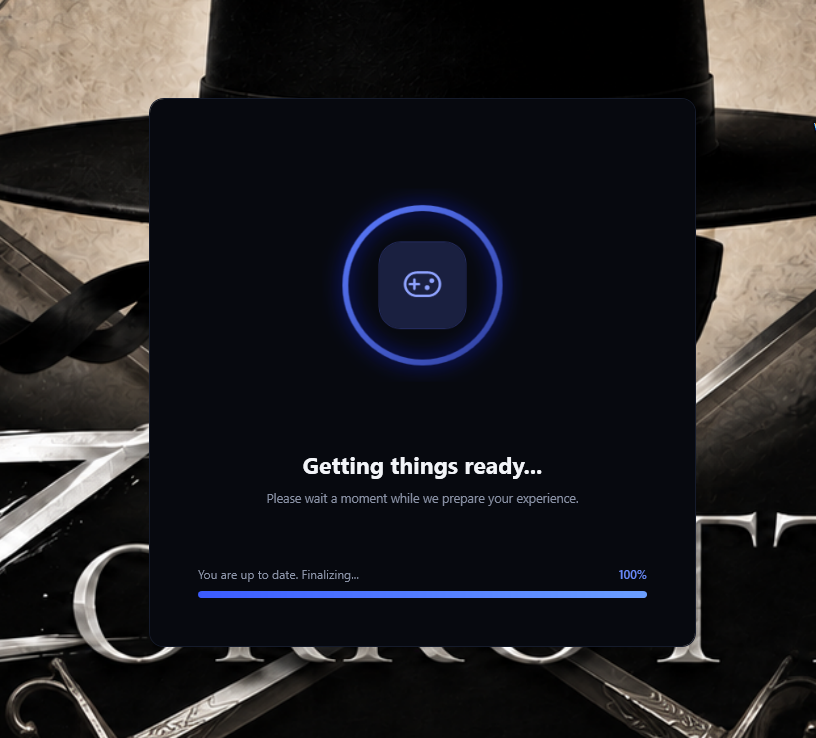 Getting things ready...
Please wait a moment while we prepare your experience.
You are up to date. Finalizing...
100%